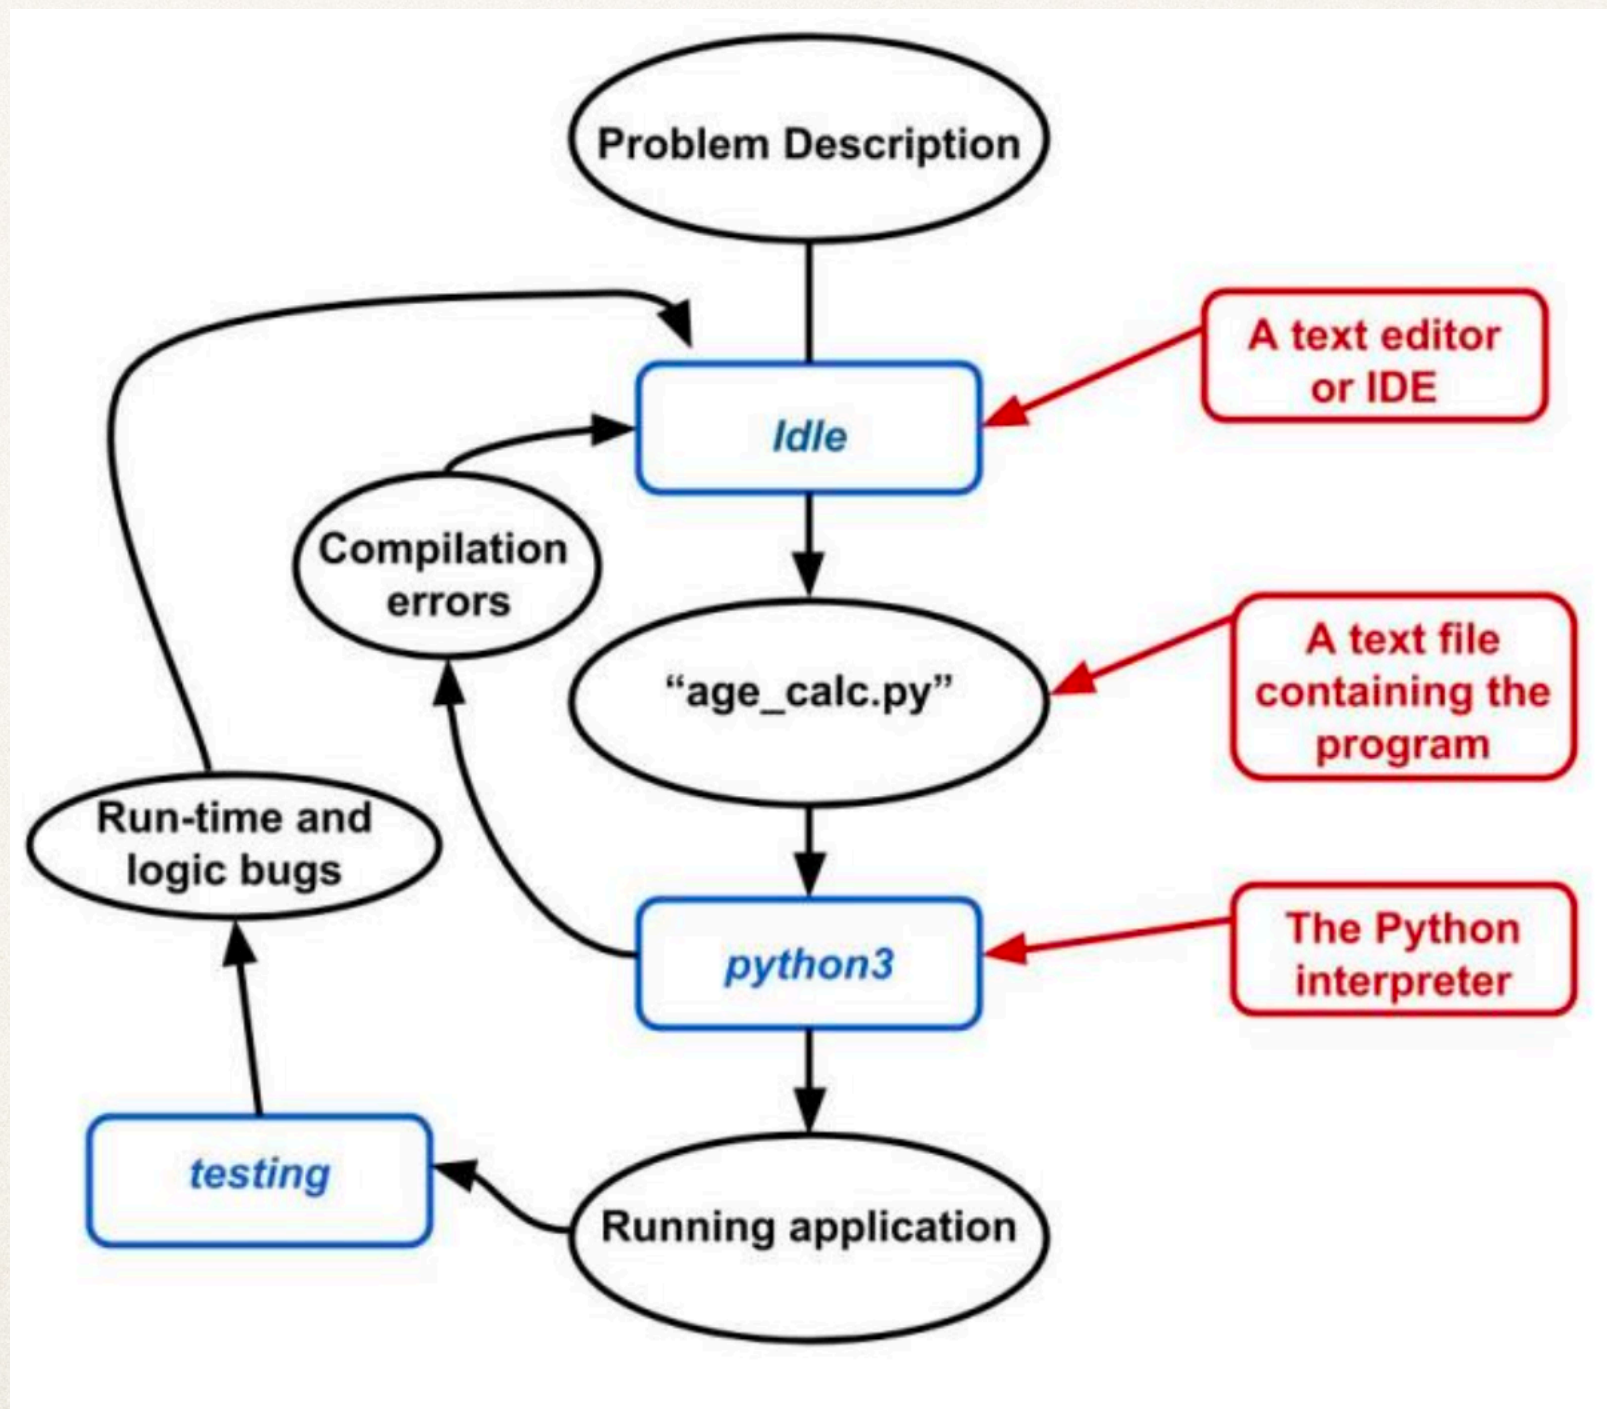 Problem Description
A text editor
or IDE
Idle
Compilation
errors
“age_calc.py”
A text file
containing the
program
Run-time and
logic bugs
python3
The Python
interpreter
testing
Running application